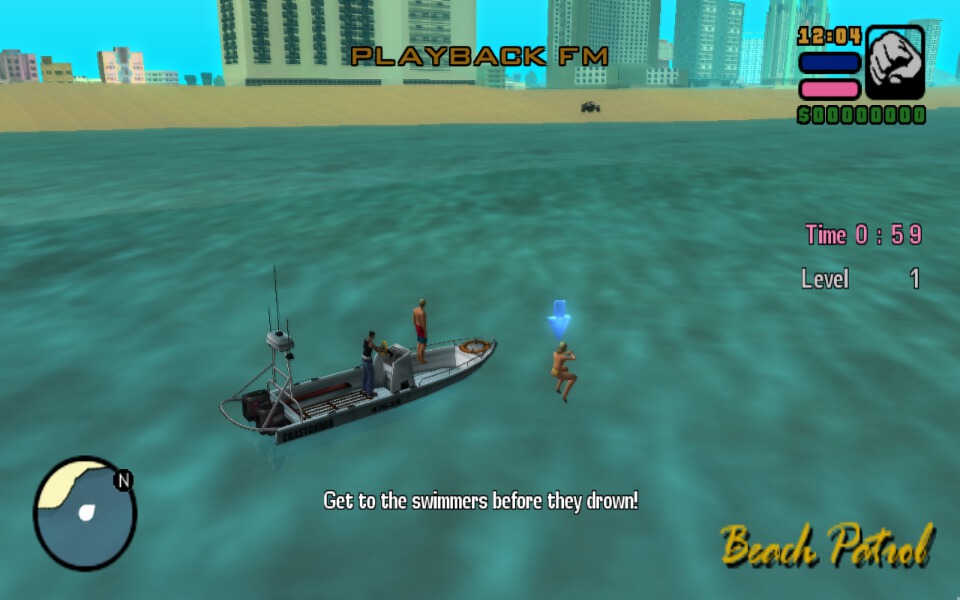 PLAYBACK FM
12:04
$00000000
Time 0:59
Level 1
N
Get to the swimmers before they drown!
Beach Patrol